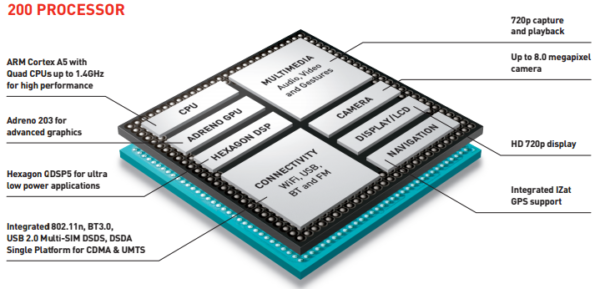 200 PROCESSOR
ARM Cortex A5 with
Quad CPUs up to 1.4GHz
for high performance
Adreno 203 for
advanced graphics
Hexagon QDSP5 for ultra
low power applications
Integrated 802.11n, BT3.0,
USB 2.0 Multi-SIM DSDS, DSDA
Single Platform for CDMA & UMTS
CPU
ADRENO GPU
HEXAGON DSP
MULTIMEDIA
Audio, Video
and Gestures
CAMERA
DISPLAY/LCD
NAVIGATION
CONNECTIVITY
WiFi, USB,
BT and FM
720p capture
and playback
Up to 8.0 megapixel
camera
HD 720p display
Integrated IZat
GPS support